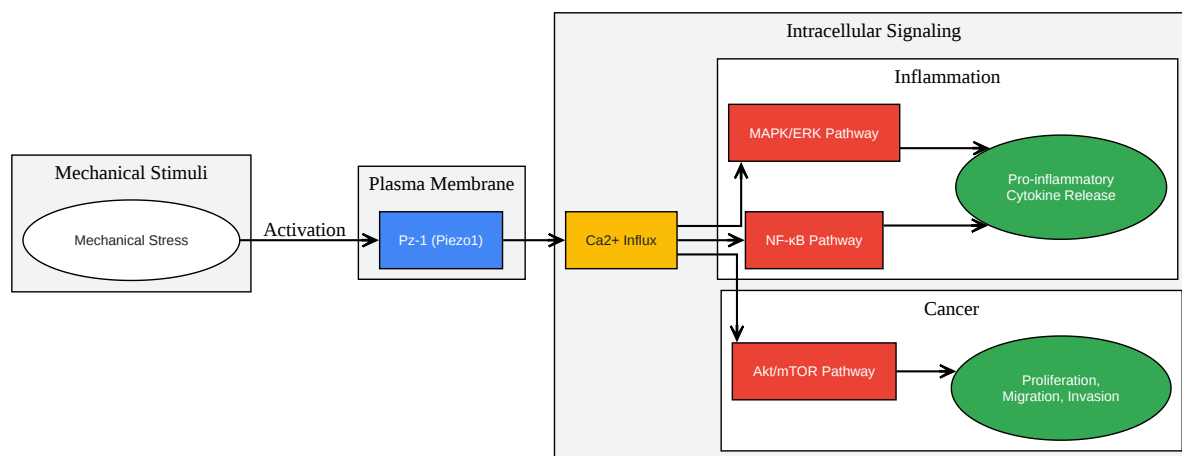 Intracellular Signaling
Inflammation
MAPK/ERK Pathway
Mechanical Stimuli
Plasma Membrane
Pro-inflammatory
Cytokine Release
Mechanical Stress
Activation
Pz-1 (Piezo1)
Ca2+ Influx
NF-κB Pathway
Cancer
Akt/mTOR Pathway
Proliferation,
Migration, Invasion